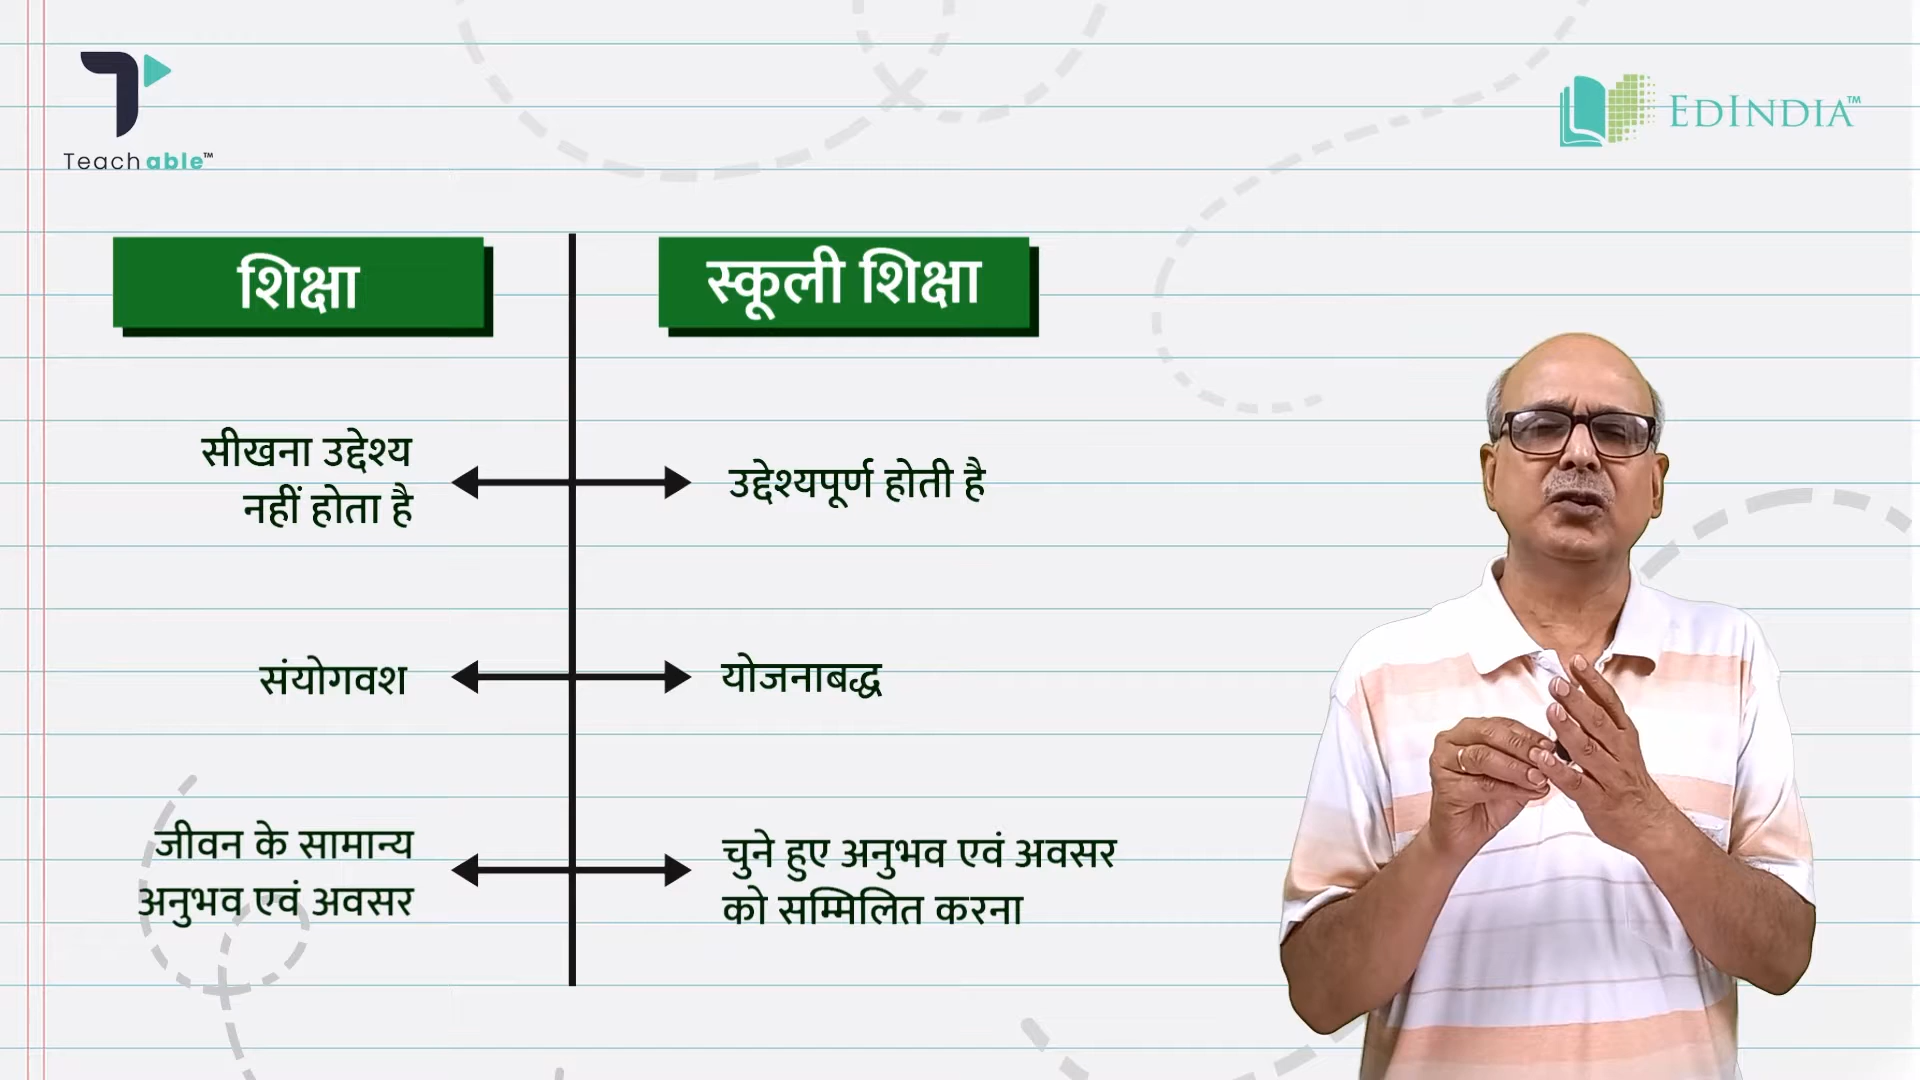 Teachable™
EDINDIA™
शिक्षा
स्कूली शिक्षा
सीखना उद्देश्य
नहीं होता है
उद्देश्यपूर्ण होती है
संयोगवश
योजनाबद्ध
जीवन के सामान्य
अनुभव एवं अवसर
चुने हुए अनुभव एवं अवसर
को सम्मिलित करना